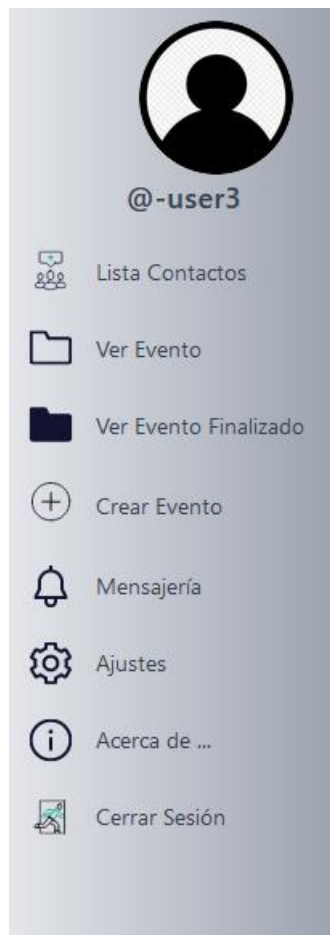 @-user3
Lista Contactos
Ver Evento
Ver Evento Finalizado
Crear Evento
Mensajería
Ajustes
Acerca de ...
Cerrar Sesión